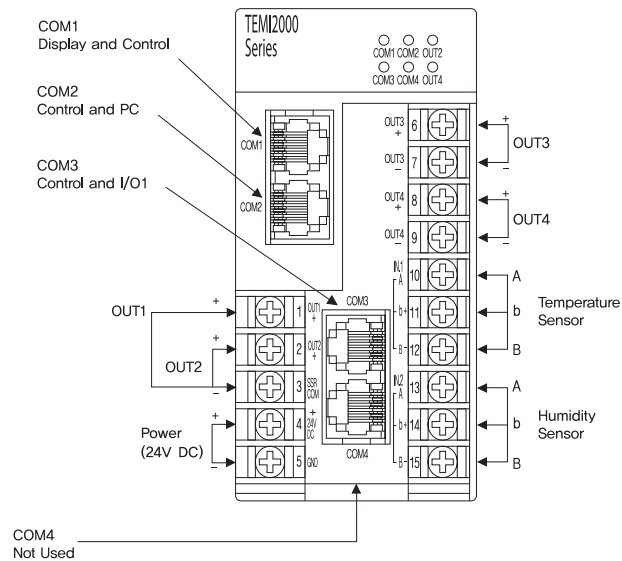 COM1
Display and Control
COM2
Control and PC
COM3
Control and I/O1
TEMI2000
Series
COM1 COM2 OUT2
COM3 COM4 OUT4
COM1
COM2
OUT3
+
6
OUT3
−
7
OUT4
+
8
OUT4
−
9
IN.1
A
10
b+
11
B−
12
IN2
A
13
b+
14
B−
15
+
OUT3
−
+
OUT4
−
A
b
B
Temperature
Sensor
A
b
B
Humidity
Sensor
OUT1
+
OUT2
+
−
Power
(24V DC)
+
−
1
OUT1
+
2
OUT2
+
3
SSR
COM
4
+
24V
DC
5
GND
COM3
COM4
COM4
Not Used